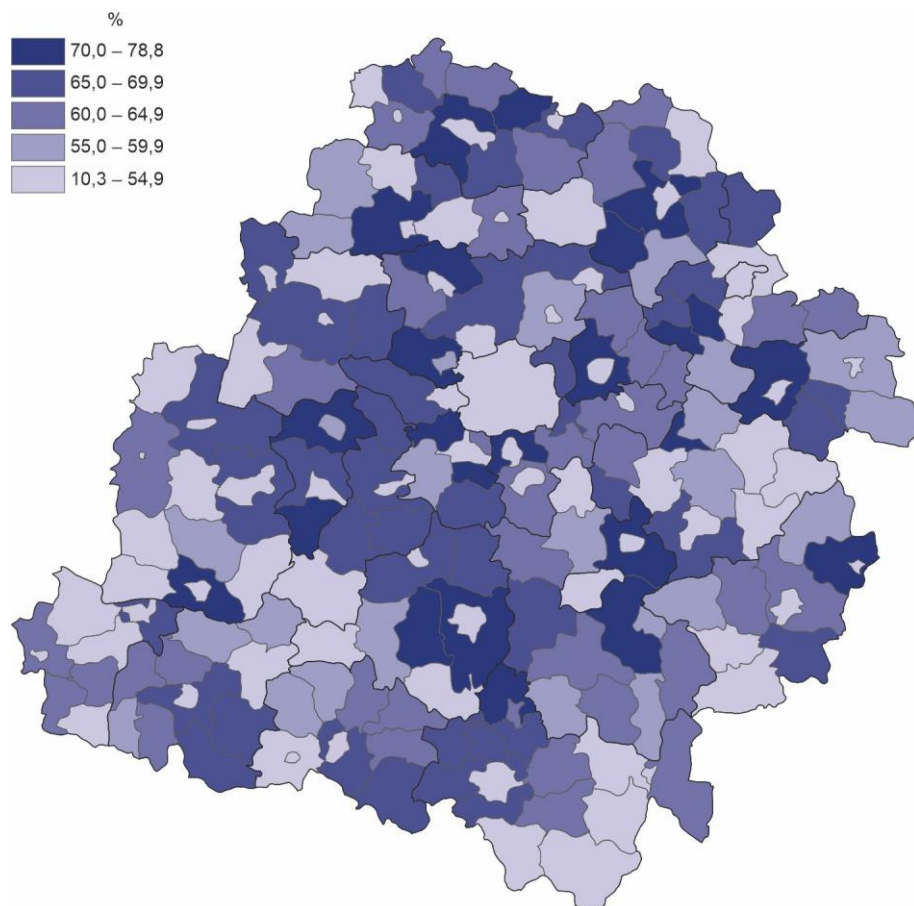 %
70,0 – 78,8
65,0 – 69,9
60,0 – 64,9
55,0 – 59,9
10,3 – 54,9